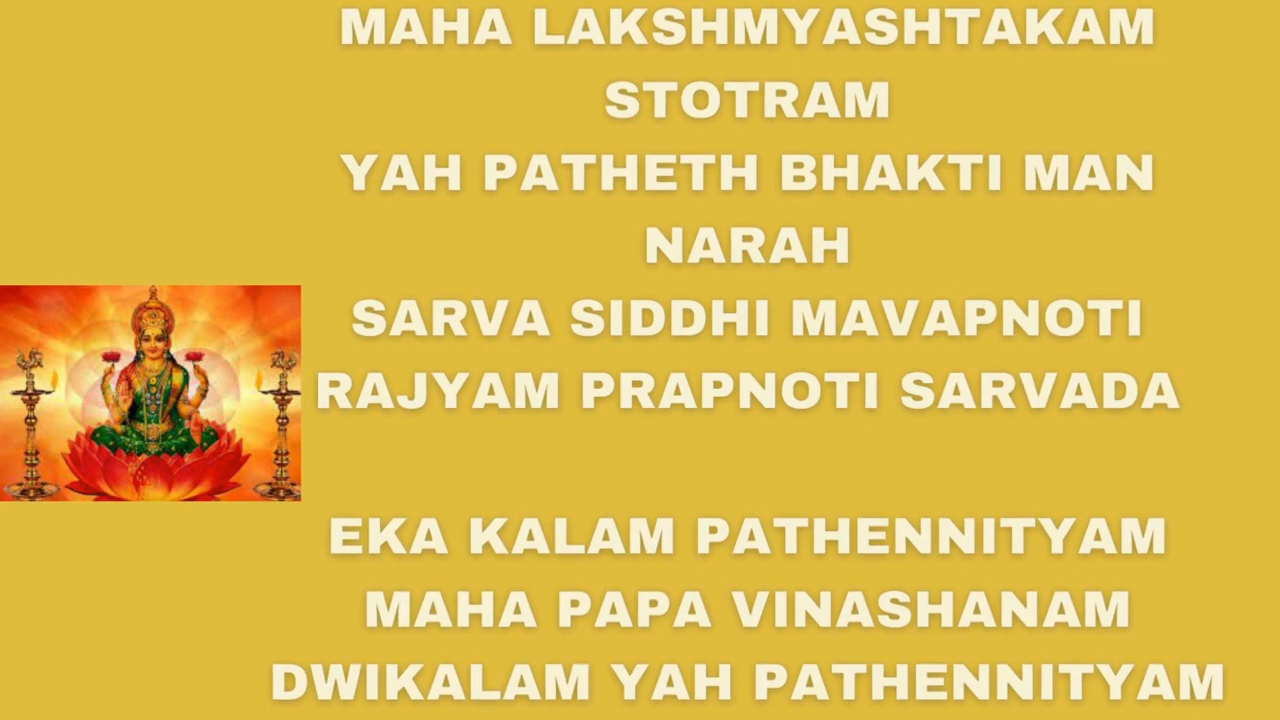 MAHA LAKSHMYASHTAKAM
STOTRAM
YAH PATHETH BHAKTI MAN
NARAH
SARVA SIDDHI MAVAPNOTI
RAJYAM PRAPNOTI SARVADA
EKA KALAM PATHENNITYAM
MAHA PAPA VINASHANAM
DWIKALAM YAH PATHENNITYAM